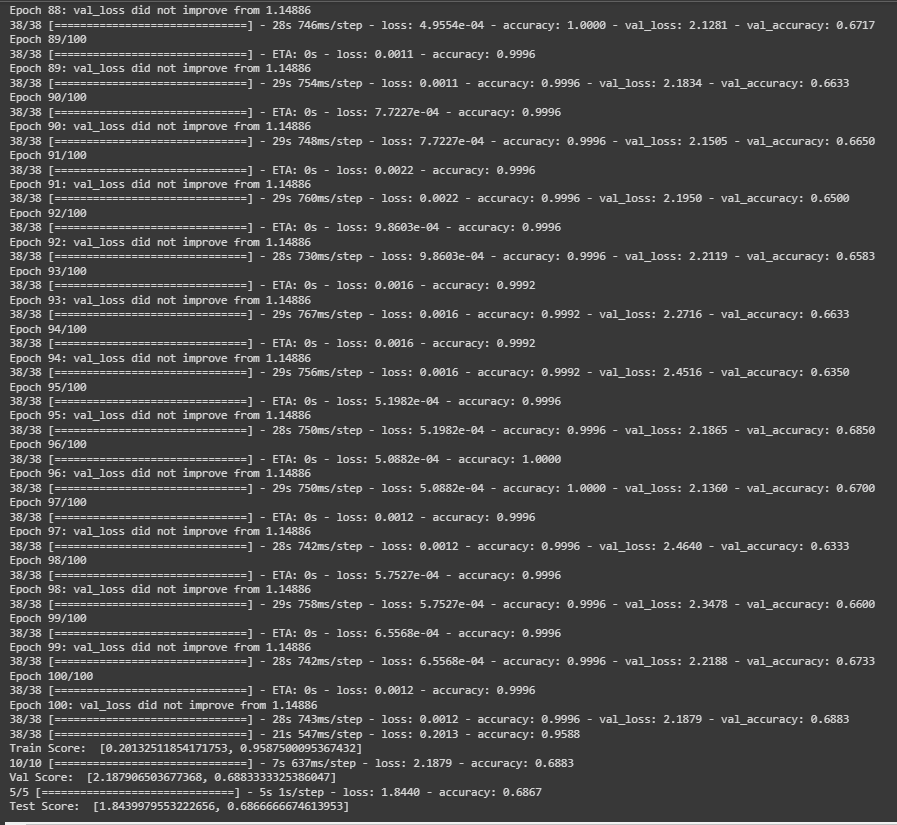 Epoch 88: val_loss did not improve from 1.14886
38/38 [==============================] - 28s 746ms/step - loss: 4.9554e-04 - accuracy: 1.0000 - val_loss: 2.1281 - val_accuracy: 0.6717
Epoch 89/100
38/38 [==============================] - ETA: 0s - loss: 0.0011 - accuracy: 0.9996
Epoch 89: val_loss did not improve from 1.14886
38/38 [==============================] - 29s 754ms/step - loss: 0.0011 - accuracy: 0.9996 - val_loss: 2.1834 - val_accuracy: 0.6633
Epoch 90/100
38/38 [==============================] - ETA: 0s - loss: 7.7227e-04 - accuracy: 0.9996
Epoch 90: val_loss did not improve from 1.14886
38/38 [==============================] - 29s 748ms/step - loss: 7.7227e-04 - accuracy: 0.9996 - val_loss: 2.1505 - val_accuracy: 0.6650
Epoch 91/100
38/38 [==============================] - ETA: 0s - loss: 0.0022 - accuracy: 0.9996
Epoch 91: val_loss did not improve from 1.14886
38/38 [==============================] - 29s 760ms/step - loss: 0.0022 - accuracy: 0.9996 - val_loss: 2.1950 - val_accuracy: 0.6500
Epoch 92/100
38/38 [==============================] - ETA: 0s - loss: 9.8603e-04 - accuracy: 0.9996
Epoch 92: val_loss did not improve from 1.14886
38/38 [==============================] - 28s 730ms/step - loss: 9.8603e-04 - accuracy: 0.9996 - val_loss: 2.2119 - val_accuracy: 0.6583
Epoch 93/100
38/38 [==============================] - ETA: 0s - loss: 0.0016 - accuracy: 0.9992
Epoch 93: val_loss did not improve from 1.14886
38/38 [==============================] - 29s 767ms/step - loss: 0.0016 - accuracy: 0.9992 - val_loss: 2.2716 - val_accuracy: 0.6633
Epoch 94/100
38/38 [==============================] - ETA: 0s - loss: 0.0016 - accuracy: 0.9992
Epoch 94: val_loss did not improve from 1.14886
38/38 [==============================] - 29s 756ms/step - loss: 0.0016 - accuracy: 0.9992 - val_loss: 2.4516 - val_accuracy: 0.6350
Epoch 95/100
38/38 [==============================] - ETA: 0s - loss: 5.1982e-04 - accuracy: 0.9996
Epoch 95: val_loss did not improve from 1.14886
38/38 [==============================] - 28s 750ms/step - loss: 5.1982e-04 - accuracy: 0.9996 - val_loss: 2.1865 - val_accuracy: 0.6850
Epoch 96/100
38/38 [==============================] - ETA: 0s - loss: 5.0882e-04 - accuracy: 1.0000
Epoch 96: val_loss did not improve from 1.14886
38/38 [==============================] - 29s 750ms/step - loss: 5.0882e-04 - accuracy: 1.0000 - val_loss: 2.1360 - val_accuracy: 0.6700
Epoch 97/100
38/38 [==============================] - ETA: 0s - loss: 0.0012 - accuracy: 0.9996
Epoch 97: val_loss did not improve from 1.14886
38/38 [==============================] - 28s 742ms/step - loss: 0.0012 - accuracy: 0.9996 - val_loss: 2.4640 - val_accuracy: 0.6333
Epoch 98/100
38/38 [==============================] - ETA: 0s - loss: 5.7527e-04 - accuracy: 0.9996
Epoch 98: val_loss did not improve from 1.14886
38/38 [==============================] - 29s 758ms/step - loss: 5.7527e-04 - accuracy: 0.9996 - val_loss: 2.3478 - val_accuracy: 0.6600
Epoch 99/100
38/38 [==============================] - ETA: 0s - loss: 6.5568e-04 - accuracy: 0.9996
Epoch 99: val_loss did not improve from 1.14886
38/38 [==============================] - 28s 742ms/step - loss: 6.5568e-04 - accuracy: 0.9996 - val_loss: 2.2188 - val_accuracy: 0.6733
Epoch 100/100
38/38 [==============================] - ETA: 0s - loss: 0.0012 - accuracy: 0.9996
Epoch 100: val_loss did not improve from 1.14886
38/38 [==============================] - 28s 743ms/step - loss: 0.0012 - accuracy: 0.9996 - val_loss: 2.1879 - val_accuracy: 0.6883
38/38 [==============================] - 21s 547ms/step - loss: 0.2013 - accuracy: 0.9588
Train Score:  [0.20132511854171753, 0.9587500095367432]
10/10 [==============================] - 7s 637ms/step - loss: 2.1879 - accuracy: 0.6883
Val Score:  [2.187906503677368, 0.6883333325386047]
5/5 [==============================] - 5s 1s/step - loss: 1.8440 - accuracy: 0.6867
Test Score:  [1.8439979553222656, 0.6866666674613953]